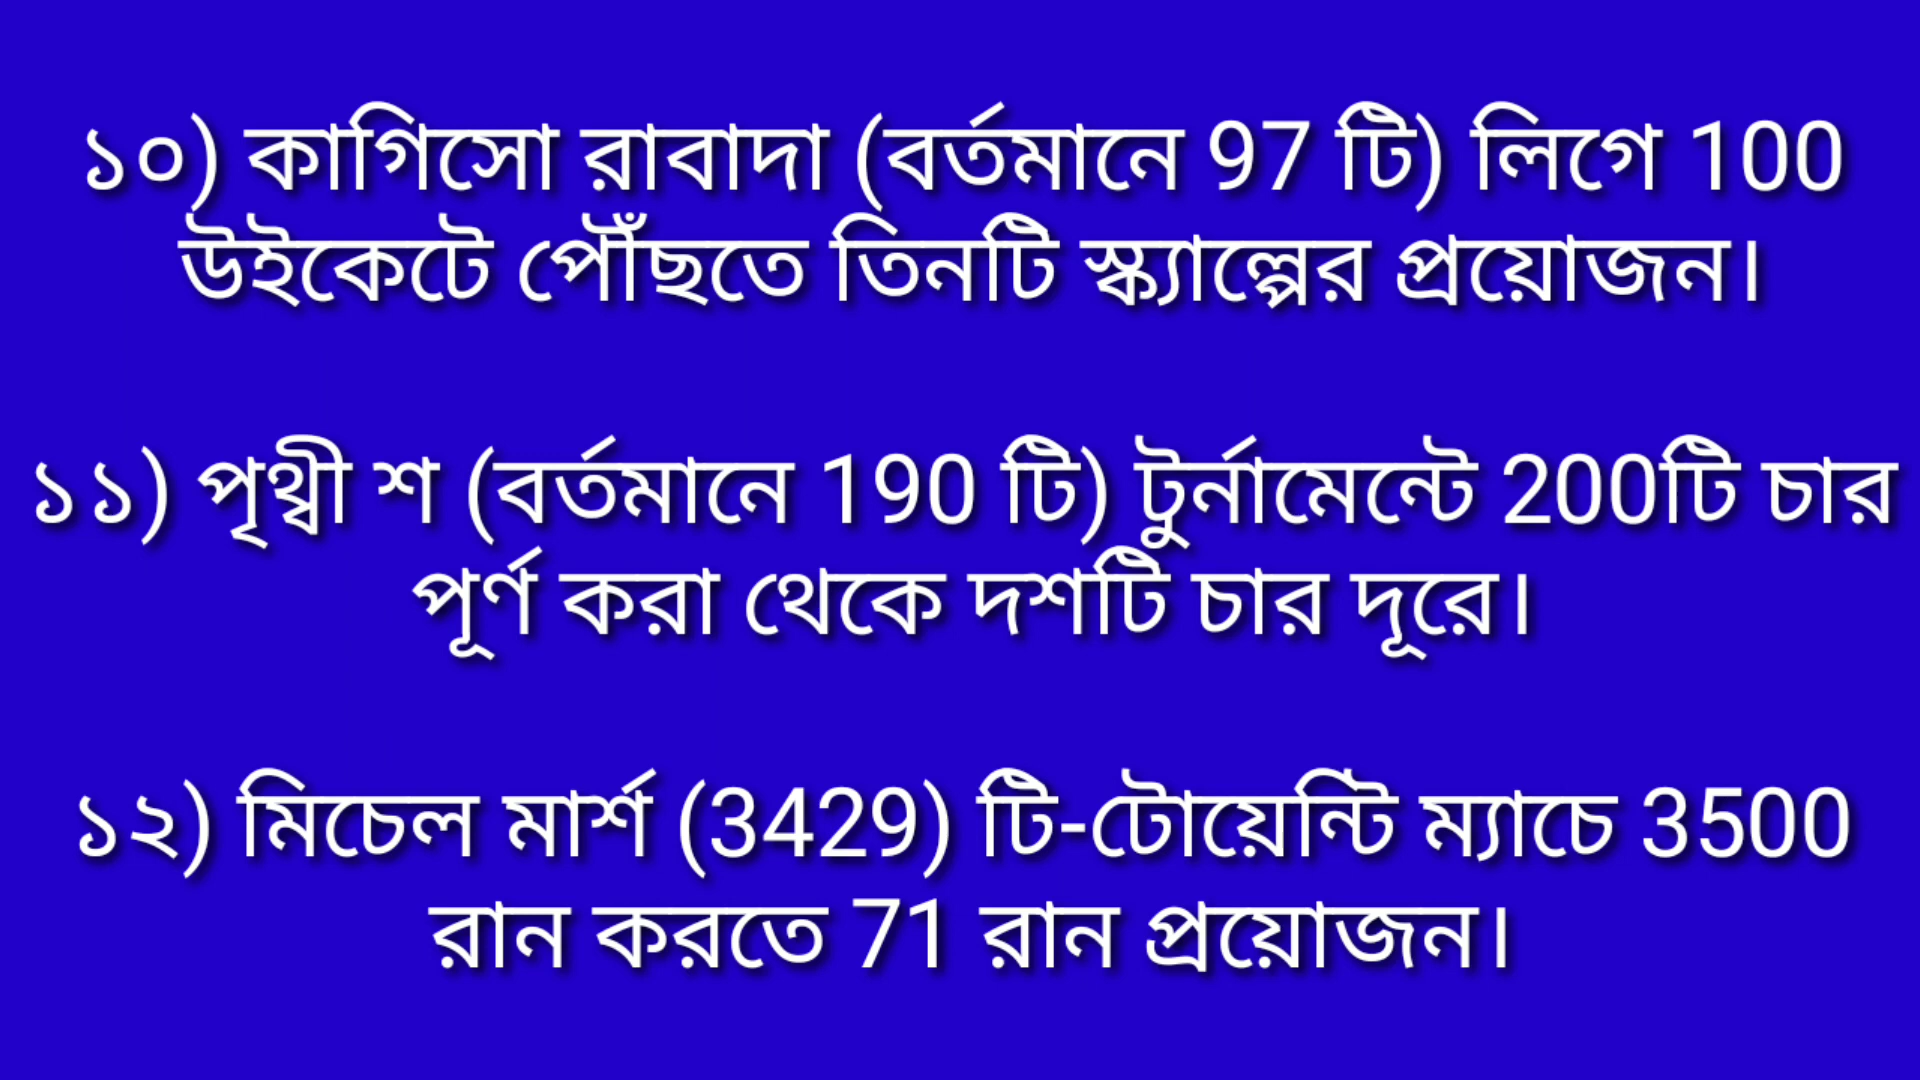 ১০) কাগিসো রাবাদা (বর্তমানে 97 টি) লিগে 100
উইকেটে পৌঁছতে তিনটি স্ক্যাল্পের প্রয়োজন।
১১) পৃথ্বী শ (বর্তমানে 190 টি) টুর্নামেন্টে 200টি চার
পূর্ণ করা থেকে দশটি চার দূরে।
১২) মিচেল মার্শ (3429) টি-টোয়েন্টি ম্যাচে 3500
রান করতে 71 রান প্রয়োজন।